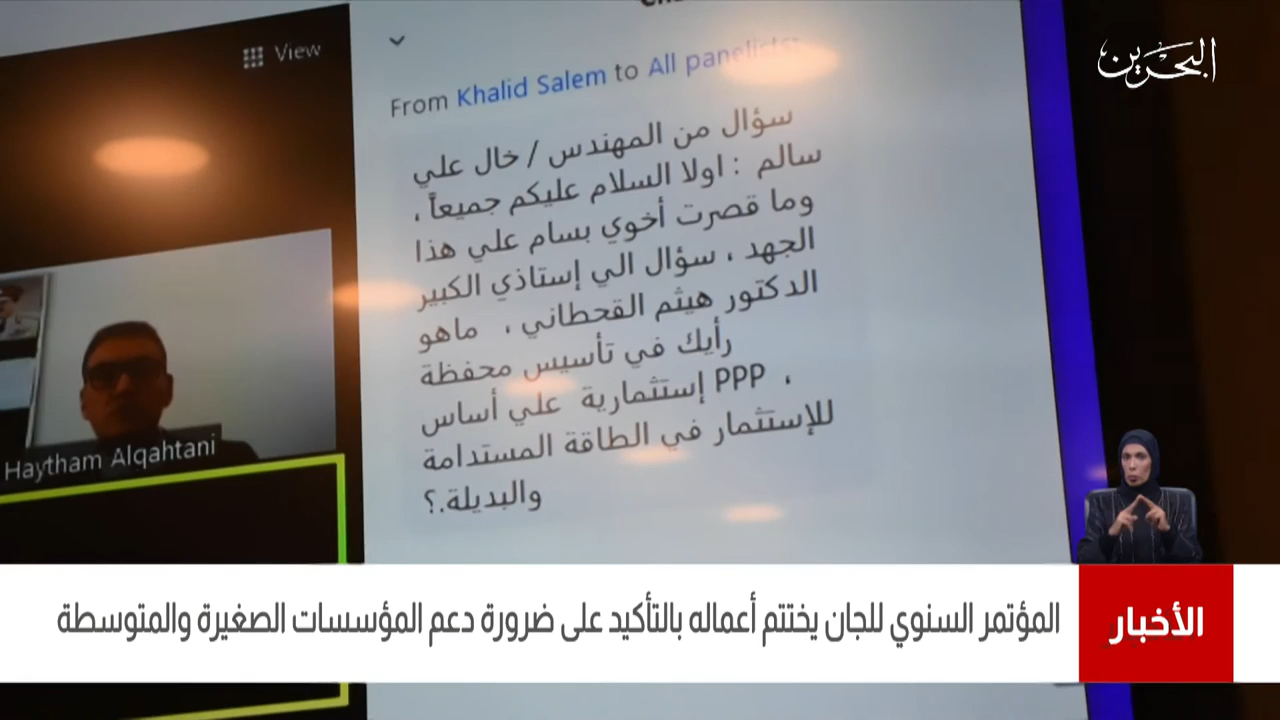 View
البحرين
From Khalid Salem to All panelists:
سؤال من المهندس / خال علي
سالم : اولا السلام عليكم جميعاً ،
وما قصرت أخوي بسام علي هذا
الجهد ، سؤال الي إستاذي الكبير
الدكتور هيثم القحطاني ، ماهو
رأيك في تأسيس محفظة
إستثمارية علي أساس PPP ،
للإستثمار في الطاقة المستدامة
والبديلة.؟
Haytham Alqahtani
الأخبار
المؤتمر السنوي للجان يختتم أعماله بالتأكيد على ضرورة دعم المؤسسات الصغيرة والمتوسطة